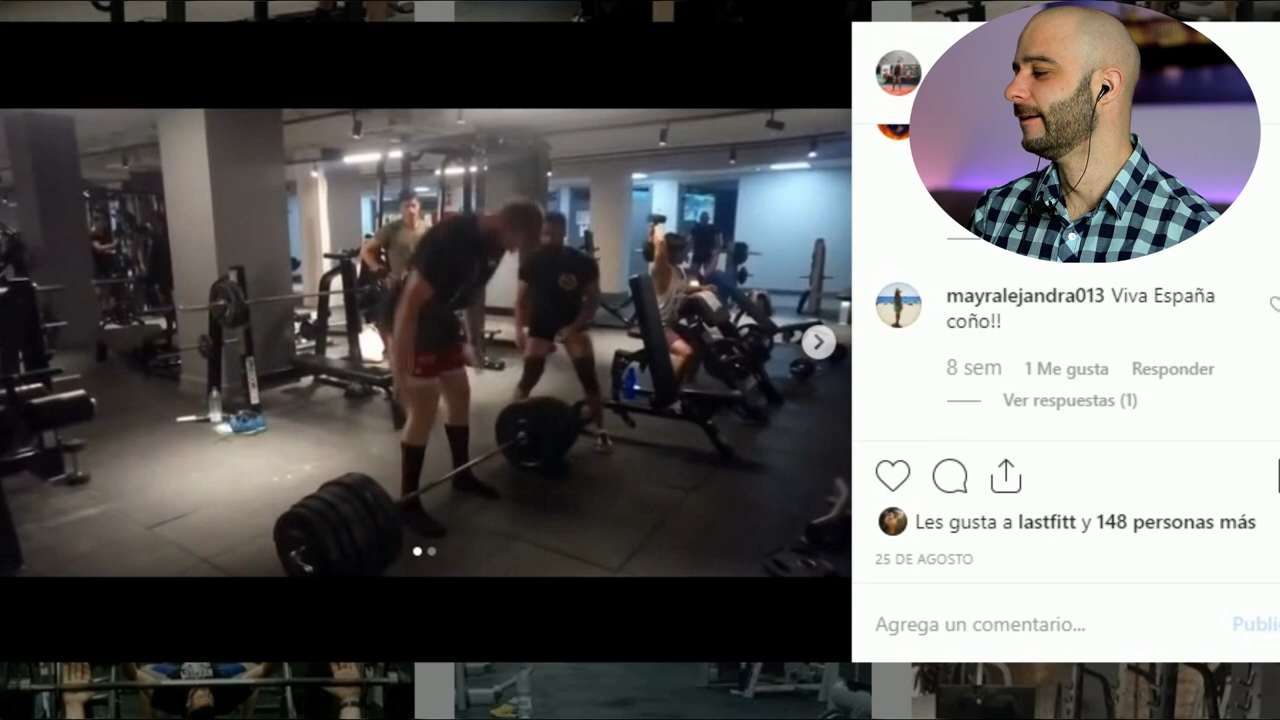 mayralejandra013 Viva España
coño!!
8 sem 1 Me gusta Responder
Ver respuestas (1)
Les gusta a lastfitt y 148 personas más
25 DE AGOSTO
Agrega un comentario...